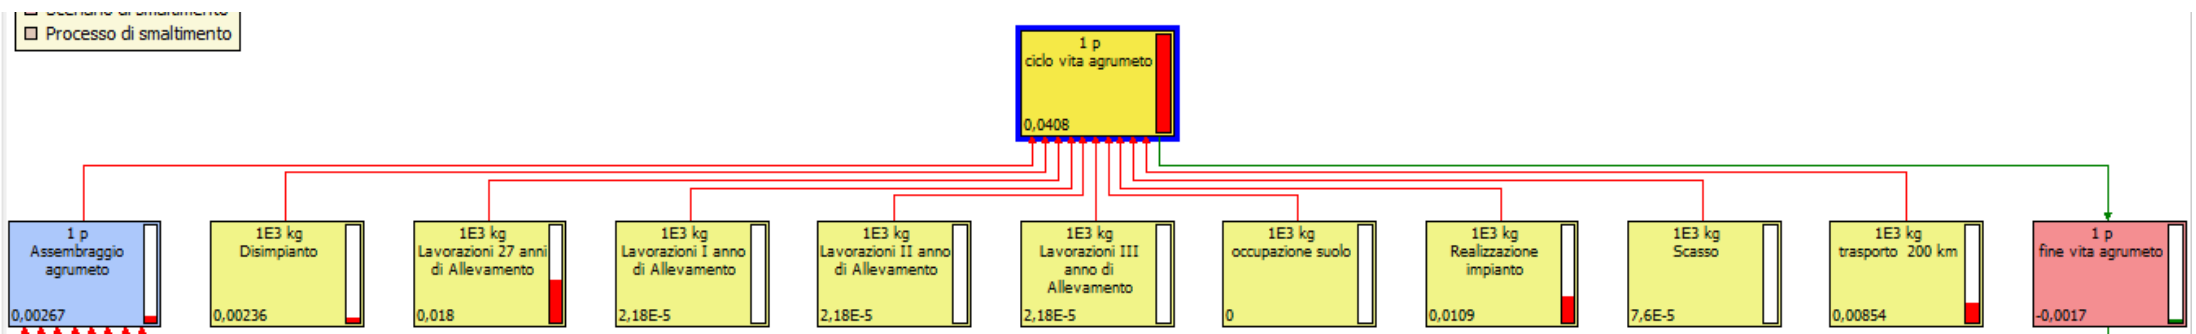 Processo di smaltimento
1 p
ciclo vita agrumeto
0,0408
1 p
Assembraggio
agrumeto
0,00267
1E3 kg
Disimpianto
0,00236
1E3 kg
Lavorazioni 27 anni
di Allevamento
0,018
1E3 kg
Lavorazioni I anno
di Allevamento
2,18E-5
1E3 kg
Lavorazioni II anno
di Allevamento
2,18E-5
1E3 kg
Lavorazioni III
anno di
Allevamento
2,18E-5
1E3 kg
occupazione suolo
0
1E3 kg
Realizzazione
impianto
0,0109
1E3 kg
Scasso
7,6E-5
1E3 kg
trasporto 200 km
0,00854
1 p
fine vita agrumeto
-0,0017